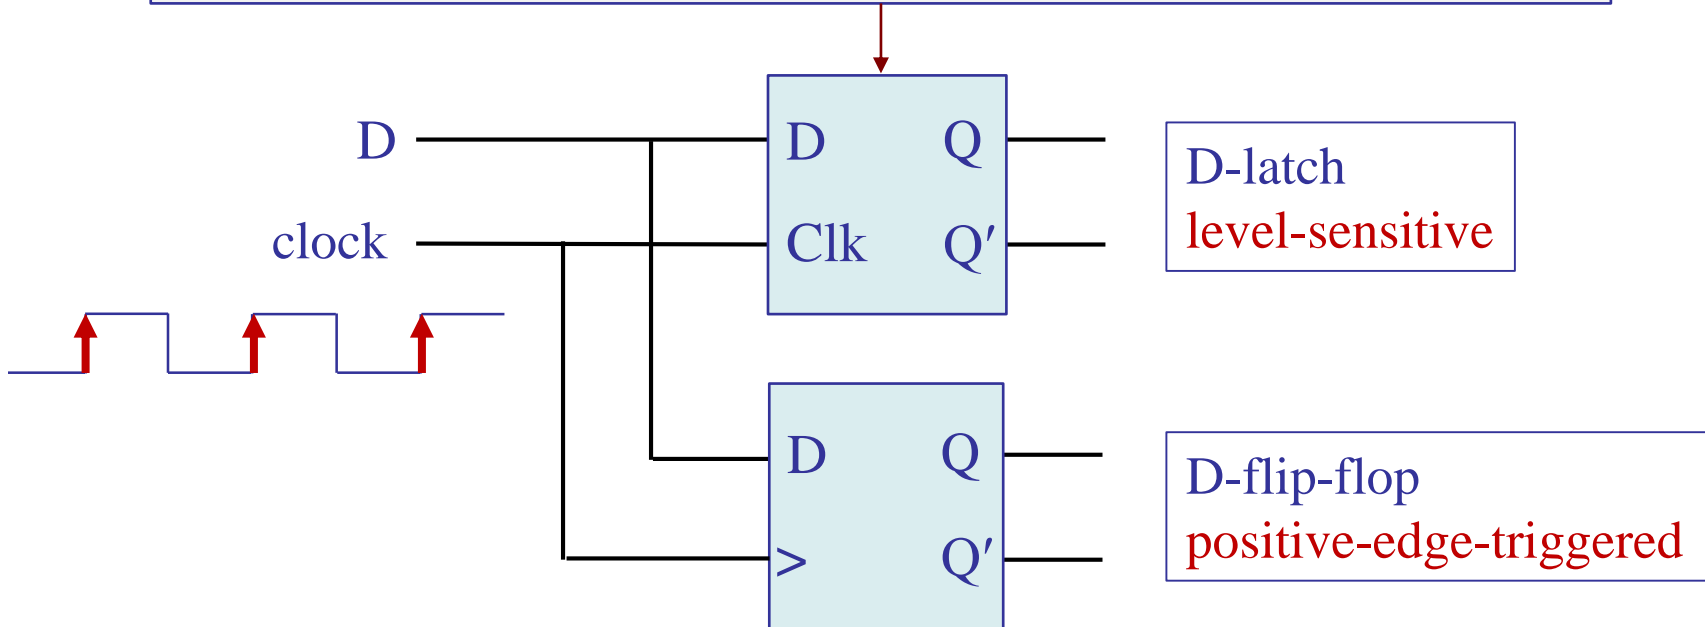 D
clock
D Q
Clk Q′
D-latch
level-sensitive
D Q
> Q′
D-flip-flop
positive-edge-triggered